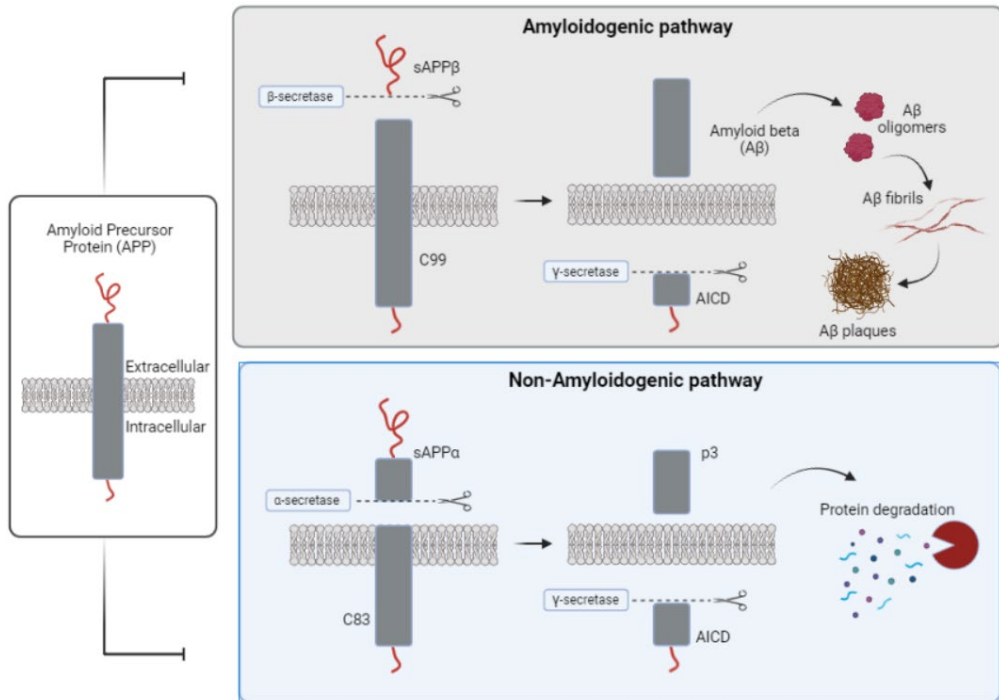 Amyloidogenic pathway
sAPPβ
β-secretase
C99
Amyloid beta
(Aβ)
Aβ
oligomers
Aβ fibrils
Aβ plaques
γ-secretase
AICD
Amyloid Precursor
Protein (APP)
Extracellular
Intracellular
Non-Amyloidogenic pathway
sAPPα
α-secretase
C83
p3
γ-secretase
AICD
Protein degradation